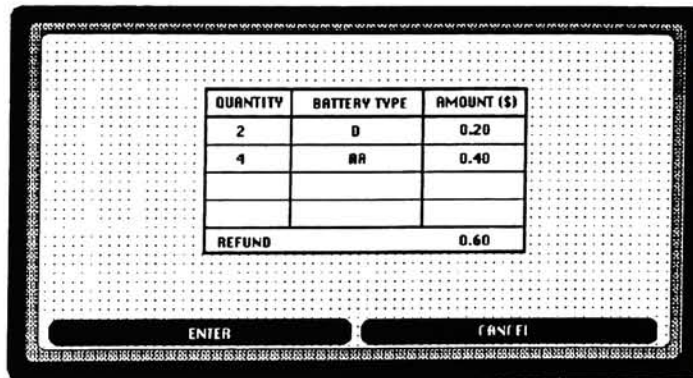 QUANTITY BATTERY TYPE AMOUNT ($)
2 D 0.20
4 AA 0.40
REFUND 0.60
ENTER CANCEL